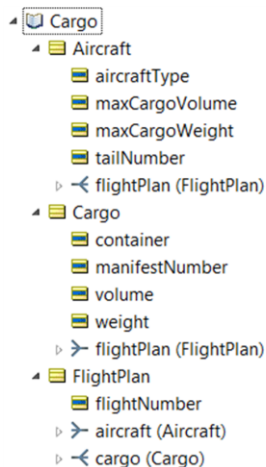 Cargo
Aircraft
aircraftType
maxCargoVolume
maxCargoWeight
tailNumber
flightPlan (FlightPlan)
Cargo
container
manifestNumber
volume
weight
flightPlan (FlightPlan)
FlightPlan
flightNumber
aircraft (Aircraft)
cargo (Cargo)